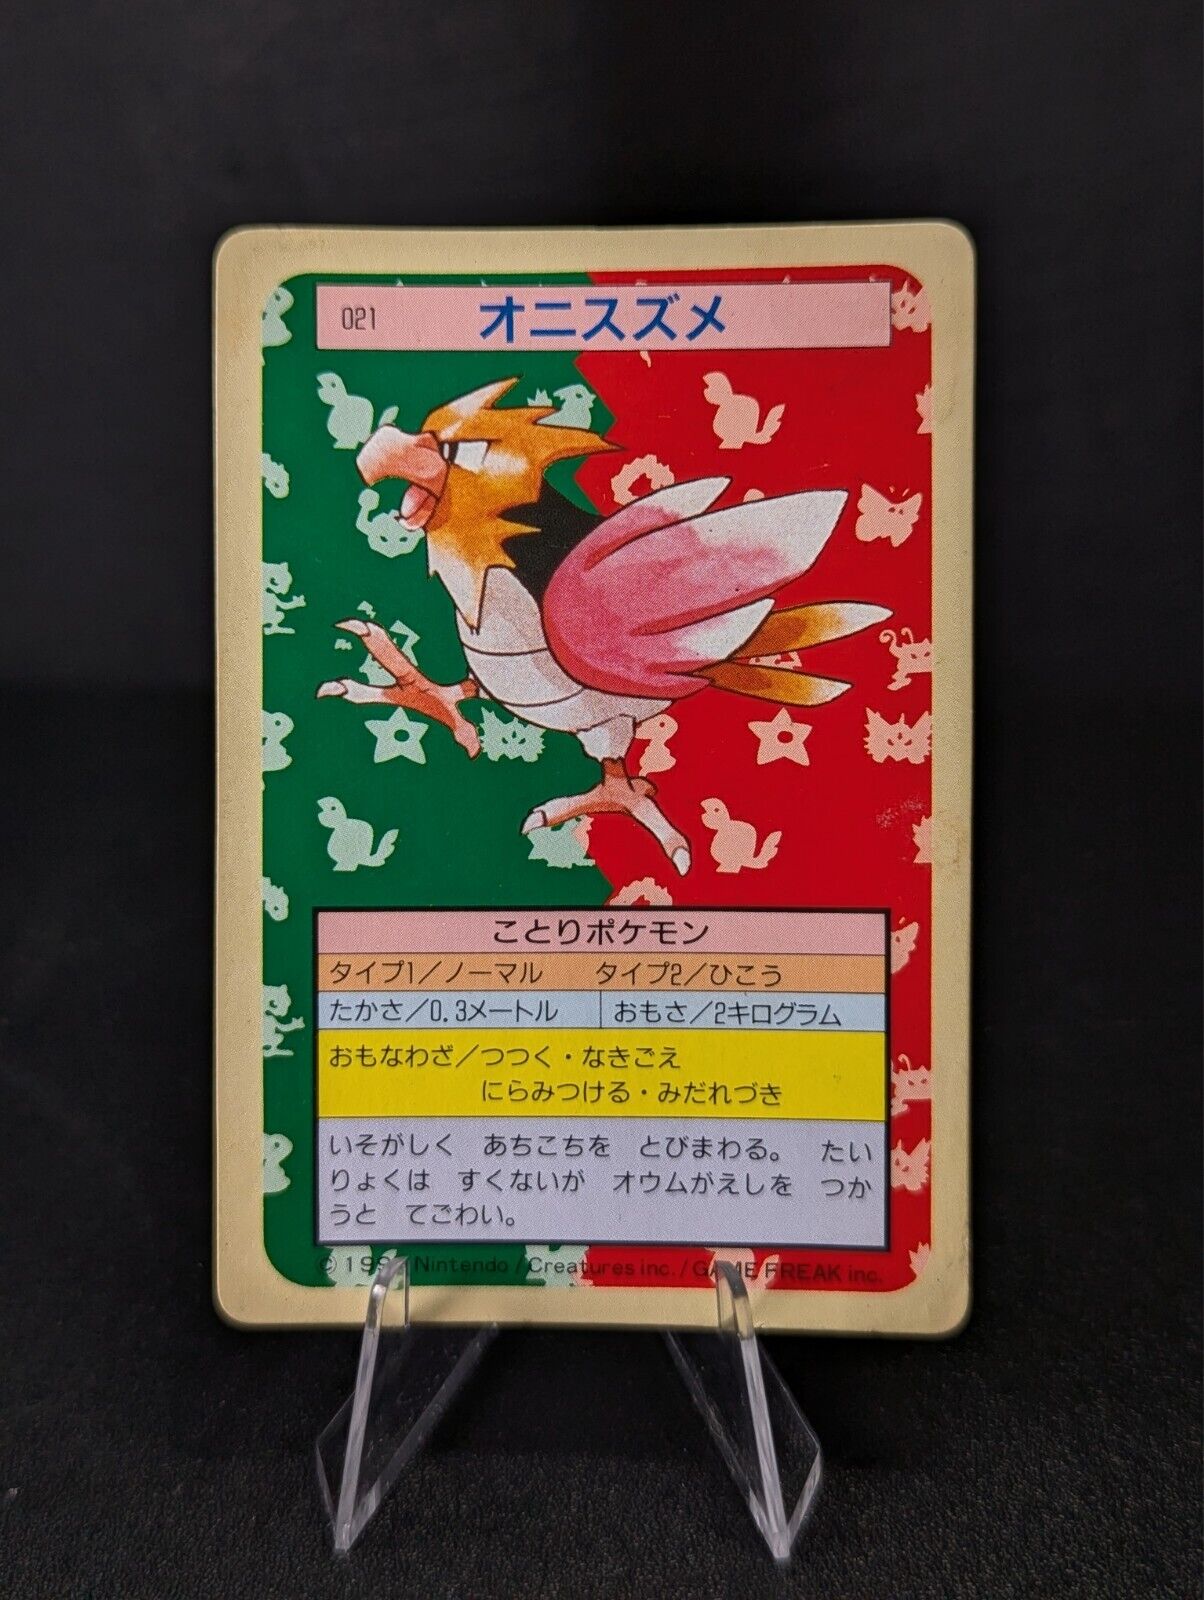 021 オニスズメ
ことりポケモン
タイプ1／ノーマル タイプ2／ひこう
たかさ／0.3メートル おもさ／2キログラム
おもなわざ／つつく・なきごえ
にらみつける・みだれづき
いそがしく あちこちを とびまわる。 たい
りょくは すくないが オウムがえしを つか
うと てごわい。
© Nintendo/Creatures inc./GAME FREAK inc.